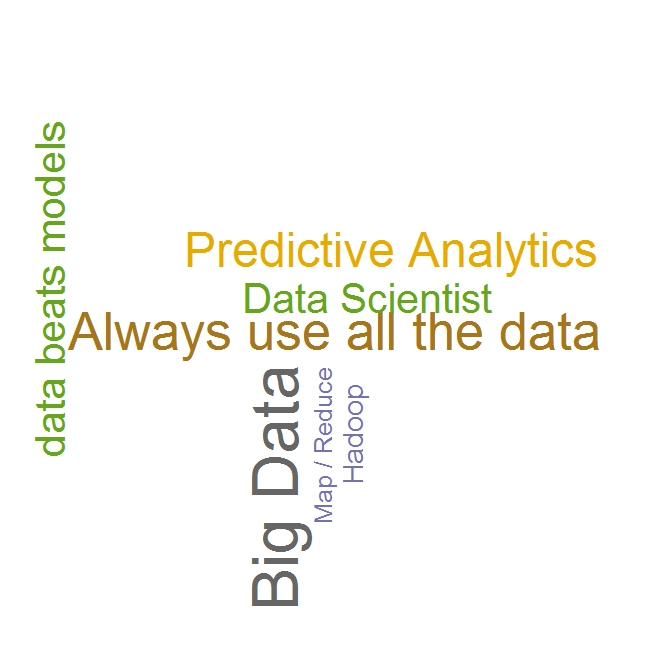 data beats models
Predictive Analytics
Data Scientist
Always use all the data
Big Data
Map / Reduce
Hadoop